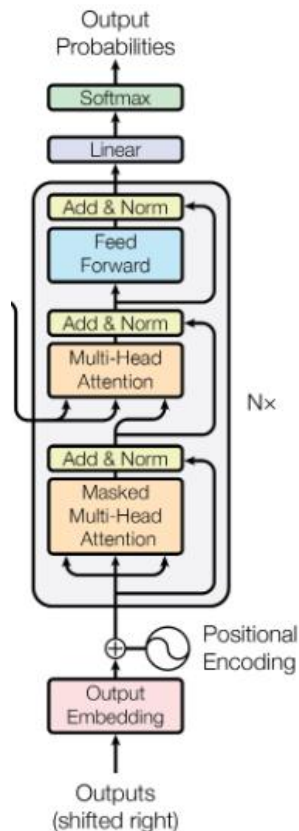 Output
Probabilities
Softmax
Linear
Add & Norm
Feed
Forward
Add & Norm
Multi-Head
Attention
N×
Add & Norm
Masked
Multi-Head
Attention
Positional
Encoding
Output
Embedding
Outputs
(shifted right)